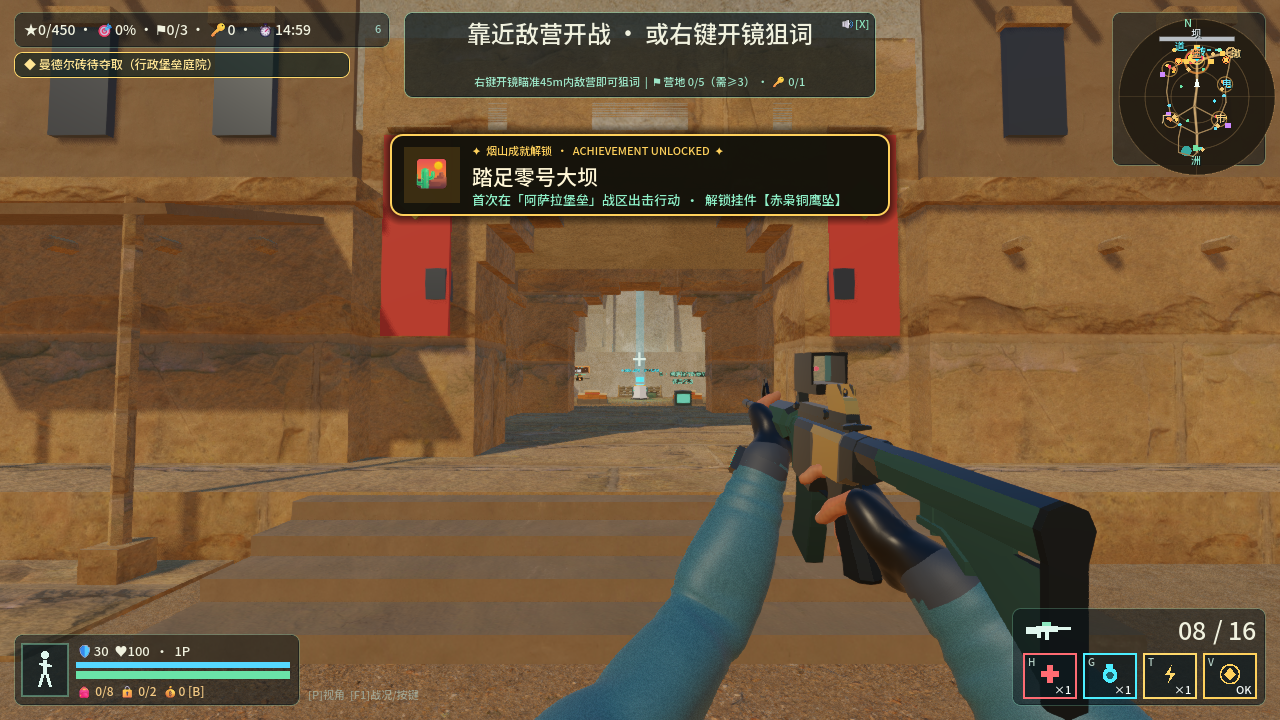 ★0/450 · 🎯 0% · ⚑0/3 · 🔑0 · ⏱ 14:59 6
◆ 曼德尔砖待夺取（行政堡垒庭院）
靠近敌营开战 · 或右键开镜狙词
🔊[X]
右键开镜瞄准45m内敌营即可狙词 | ⚑ 营地 0/5（需≥3） · 🔑 0/1
✦ 烟山成就解锁 · ACHIEVEMENT UNLOCKED ✦
踏足零号大坝
首次在「阿萨拉堡垒」战区出击行动 · 解锁挂件【赤枭铜鹰坠】
N
坝
道
市
洲
30 ♥100 · 1P
0/8 0/2 0 [B]
[P]视角 [F1]战况/按键
08 / 16
H ×1
G ×1
T ×1
V OK